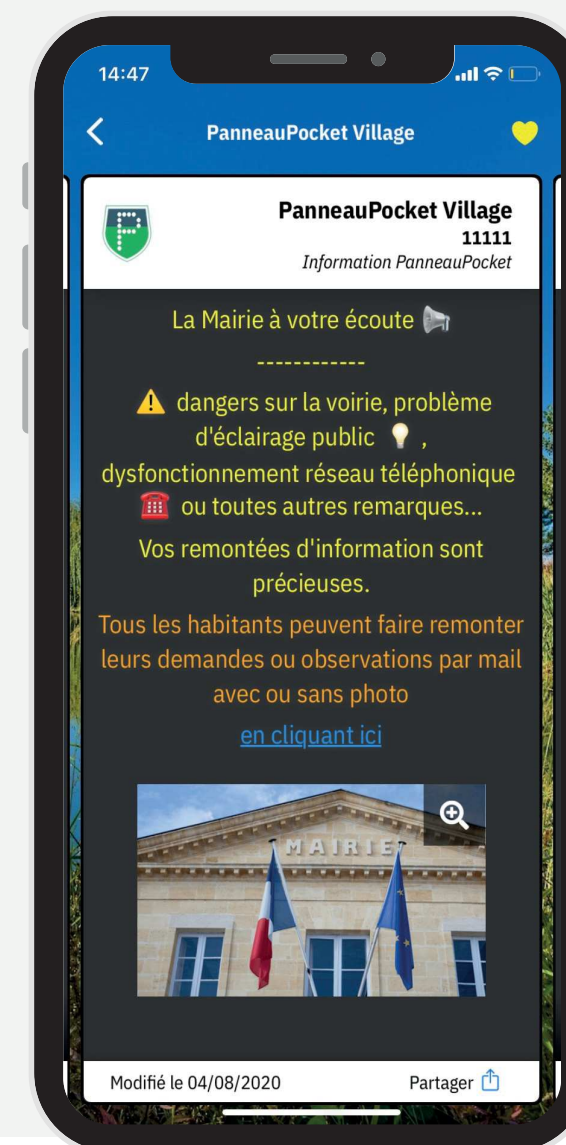 14:47
PanneauPocket Village
PanneauPocket Village
11111
Information PanneauPocket
La Mairie à votre écoute 📢
------------
⚠️ dangers sur la voirie, problème
d'éclairage public 💡 ,
dysfonctionnement réseau téléphonique
☎️ ou toutes autres remarques...
Vos remontées d'information sont
précieuses.
Tous les habitants peuvent faire remonter
leurs demandes ou observations par mail
avec ou sans photo
en cliquant ici
MAIRIE
Modifié le 04/08/2020
Partager